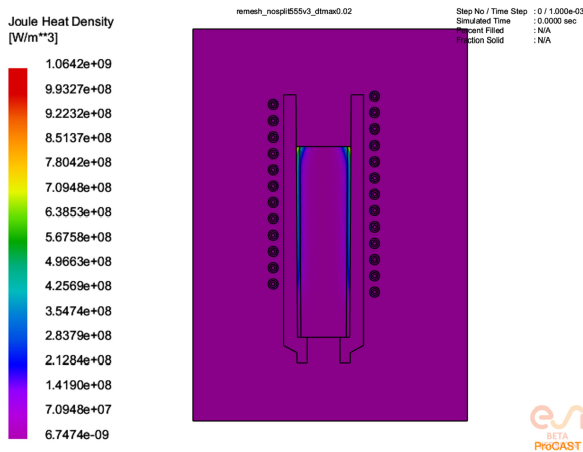 Joule Heat Density
[W/m**3]
remesh_nosplit555v3_dtmax0.02
Step No / Time Step : 0 / 1.000e-03
Simulated Time : 0.0000 sec
Percent Filled : N/A
Fraction Solid : N/A
1.0642e+09
9.9327e+08
9.2232e+08
8.5137e+08
7.8042e+08
7.0948e+08
6.3853e+08
5.6758e+08
4.9663e+08
4.2569e+08
3.5474e+08
2.8379e+08
2.1284e+08
1.4190e+08
7.0948e+07
6.7474e-09
esi
BETA
ProCAST